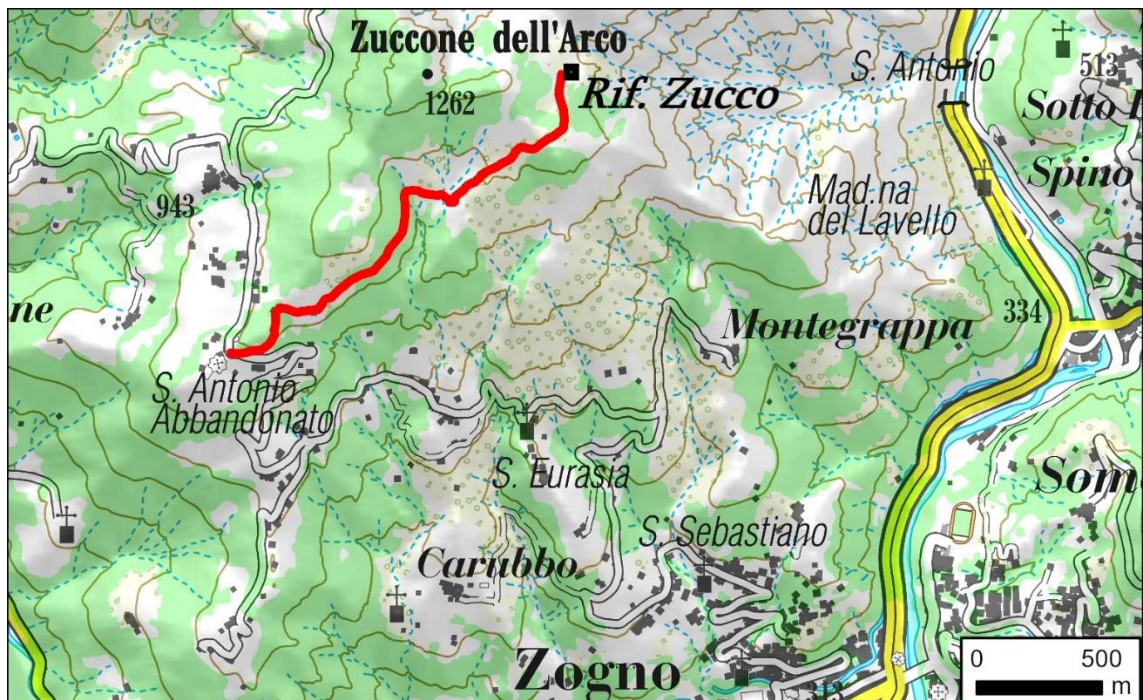 Zuccone dell'Arco
1262
Rif. Zucco
S. Antonio
513
Sotto
Spino
943
Mad.na
del Lavello
ne
Montegrappa
334
S. Antonio
Abbandonato
S. Eurasia
Som
S. Sebastiano
Carubbo
Zogno
0 500
m